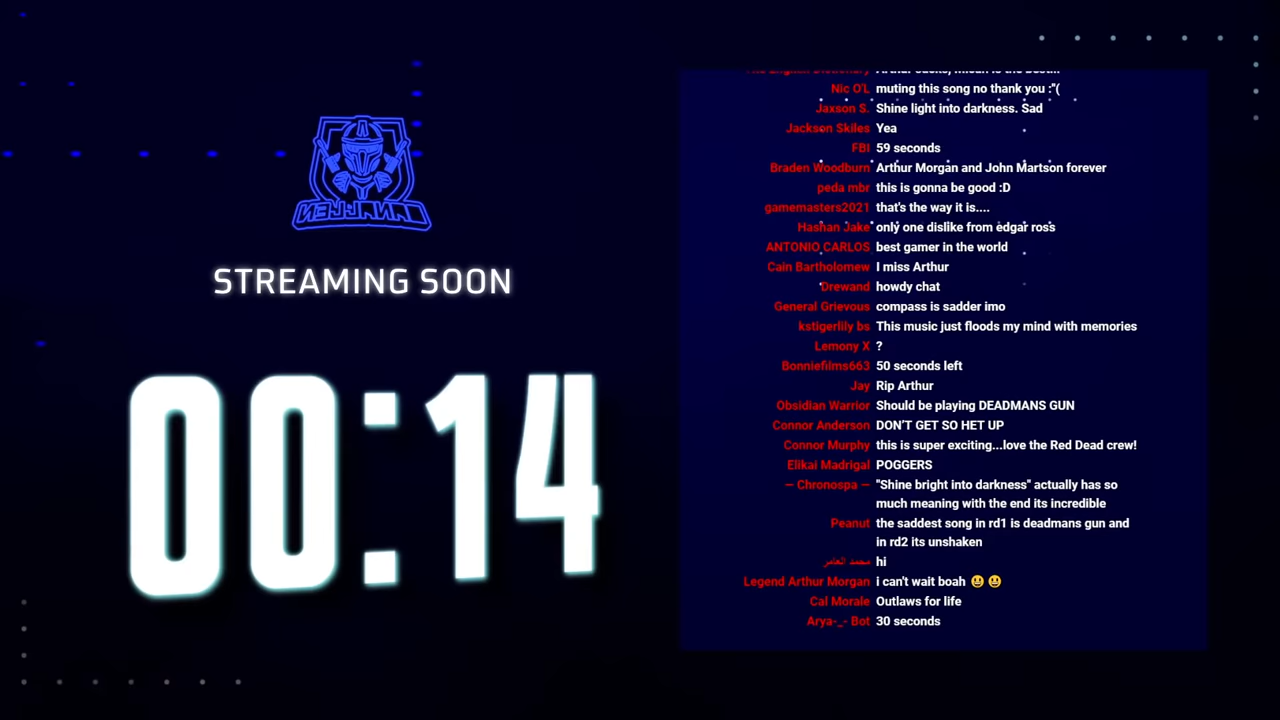 STREAMING SOON
00:14
Nic O'L muting this song no thank you :"(
Jaxson S. Shine light into darkness. Sad
Jackson Skiles Yea
FBI 59 seconds
Braden Woodburn Arthur Morgan and John Martson forever
peda mbr this is gonna be good :D
gamemasters2021 that's the way it is....
Hashan Jake only one dislike from edgar ross
ANTONIO CARLOS best gamer in the world
Cain Bartholomew I miss Arthur
Drewand howdy chat
General Grievous compass is sadder imo
kstigerlily bs This music just floods my mind with memories
Lemony X ?
Bonniefilms663 50 seconds left
Jay Rip Arthur
Obsidian Warrior Should be playing DEADMANS GUN
Connor Anderson DON'T GET SO HET UP
Connor Murphy this is super exciting...love the Red Dead crew!
Elikai Madrigal POGGERS
— Chronospa — "Shine bright into darkness" actually has so
much meaning with the end its incredible
Peanut the saddest song in rd1 is deadmans gun and
in rd2 its unshaken
محمد العامر hi
Legend Arthur Morgan i can't wait boah 😃 😃
Cal Morale Outlaws for life
Arya-_- Bot 30 seconds